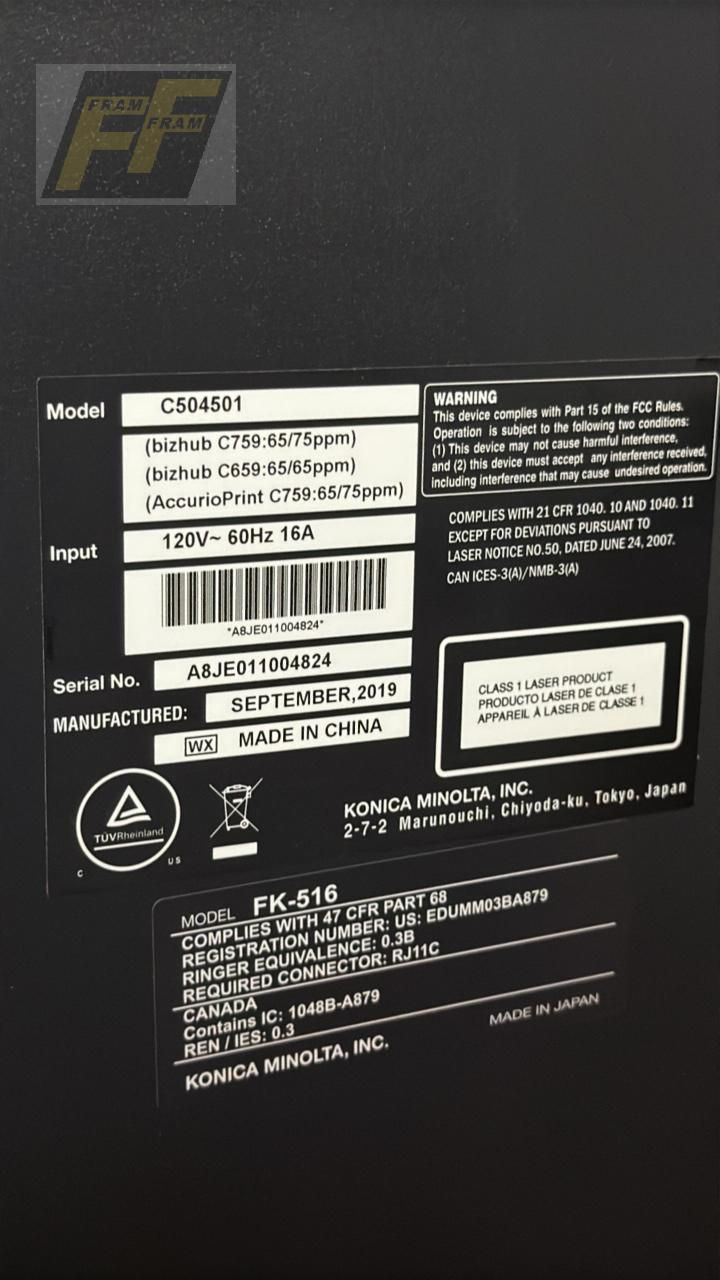 FRAM
FRAM
Model
C504501
(bizhub C759:65/75ppm)
(bizhub C659:65/65ppm)
(AccurioPrint C759:65/75ppm)
Input
120V~ 60Hz 16A
*A8JE011004824*
Serial No.
A8JE011004824
MANUFACTURED:
SEPTEMBER,2019
WX MADE IN CHINA
WARNING
This device complies with Part 15 of the FCC Rules.
Operation is subject to the following two conditions:
(1) This device may not cause harmful interference,
and (2) this device must accept any interference received,
including interference that may cause undesired operation.
COMPLIES WITH 21 CFR 1040. 10 AND 1040. 11
EXCEPT FOR DEVIATIONS PURSUANT TO
LASER NOTICE NO.50, DATED JUNE 24, 2007.
CAN ICES-3(A)/NMB-3(A)
CLASS 1 LASER PRODUCT
PRODUCTO LASER DE CLASE 1
APPAREIL À LASER DE CLASSE 1
TÜVRheinland
C US
KONICA MINOLTA, INC.
2-7-2 Marunouchi, Chiyoda-ku, Tokyo, Japan
MODEL FK-516
COMPLIES WITH 47 CFR PART 68
REGISTRATION NUMBER: US: EDUMM03BA879
RINGER EQUIVALENCE: 0.3B
REQUIRED CONNECTOR: RJ11C
CANADA
Contains IC: 1048B-A879
REN / IES: 0.3
MADE IN JAPAN
KONICA MINOLTA, INC.